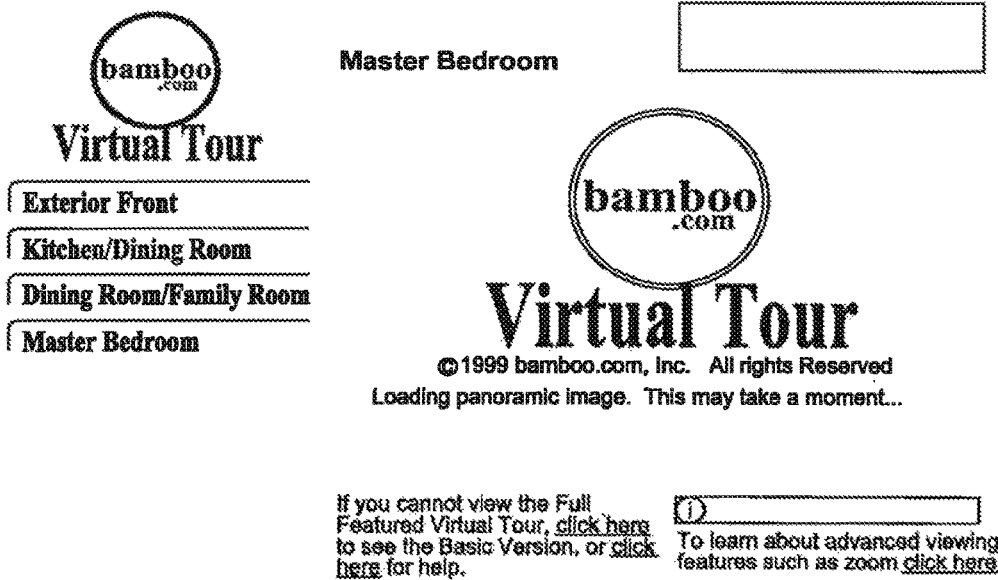 bamboo
.com
Virtual Tour
Exterior Front
Kitchen/Dining Room
Dining Room/Family Room
Master Bedroom
Master Bedroom
bamboo
.com
Virtual Tour
©1999 bamboo.com, Inc. All rights Reserved
Loading panoramic image. This may take a moment...
If you cannot view the Full
Featured Virtual Tour, click here
to see the Basic Version, or click
here for help.
i
To learn about advanced viewing
features such as zoom click here